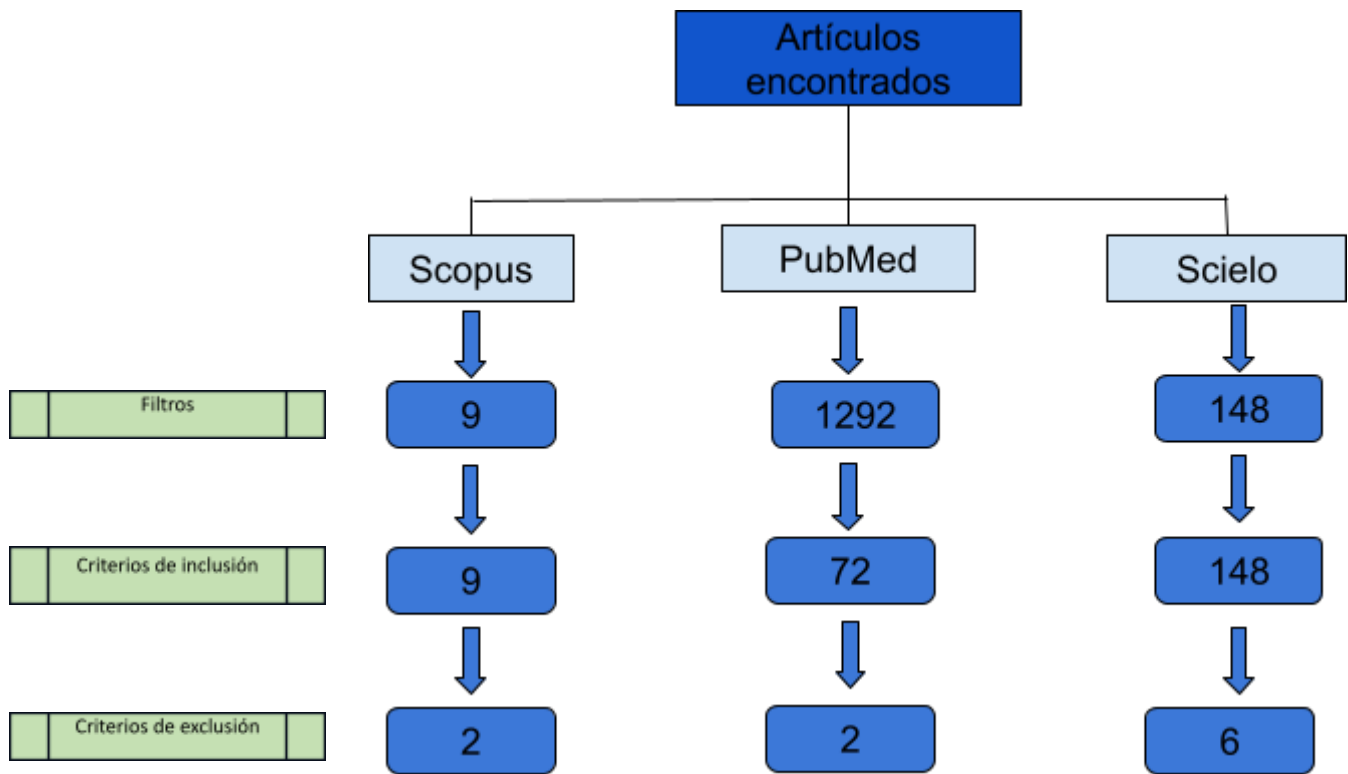 Artículos
encontrados
Scopus
PubMed
Scielo
Filtros
9
1292
148
Criterios de inclusión
9
72
148
Criterios de exclusión
2
2
6